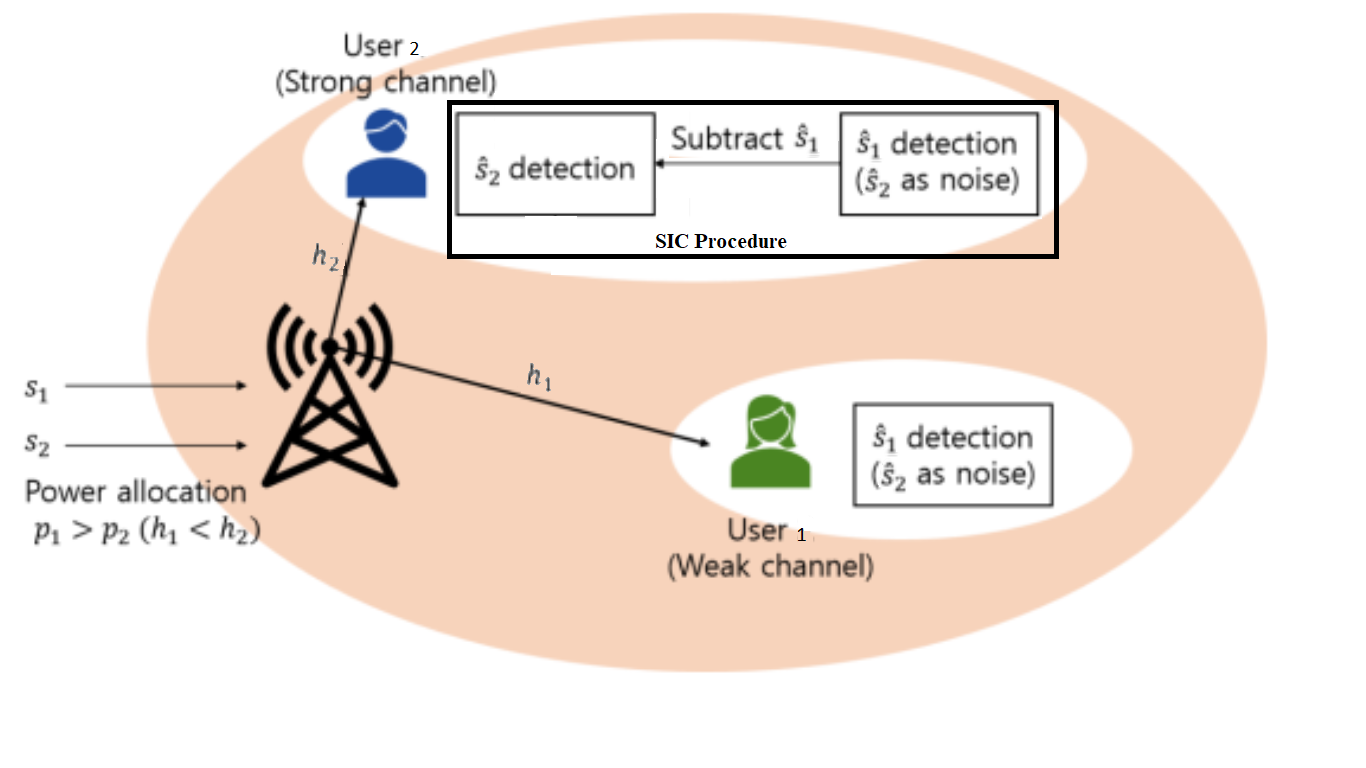 User 2
(Strong channel)
ŝ₂ detection
Subtract ŝ₁
ŝ₁ detection
(ŝ₂ as noise)
SIC Procedure
h₂
h₁
s₁
s₂
Power allocation
p₁ > p₂ (h₁ < h₂)
ŝ₁ detection
(ŝ₂ as noise)
User 1
(Weak channel)